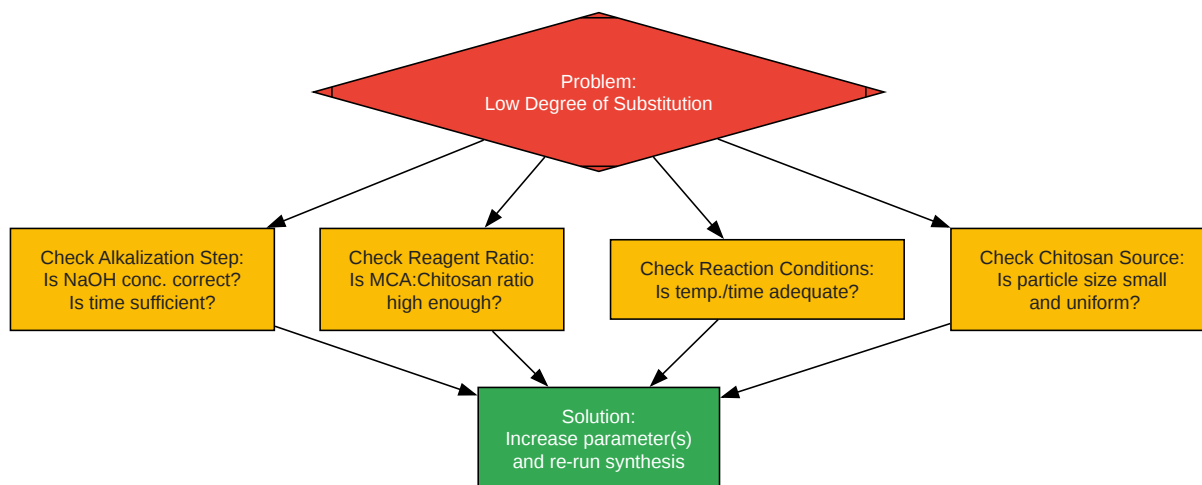 Problem:
Low Degree of Substitution
Check Alkalization Step:
Is NaOH conc. correct?
Is time sufficient?
Check Reagent Ratio:
Is MCA:Chitosan ratio
high enough?
Check Reaction Conditions:
Is temp./time adequate?
Check Chitosan Source:
Is particle size small
and uniform?
Solution:
Increase parameter(s)
and re-run synthesis